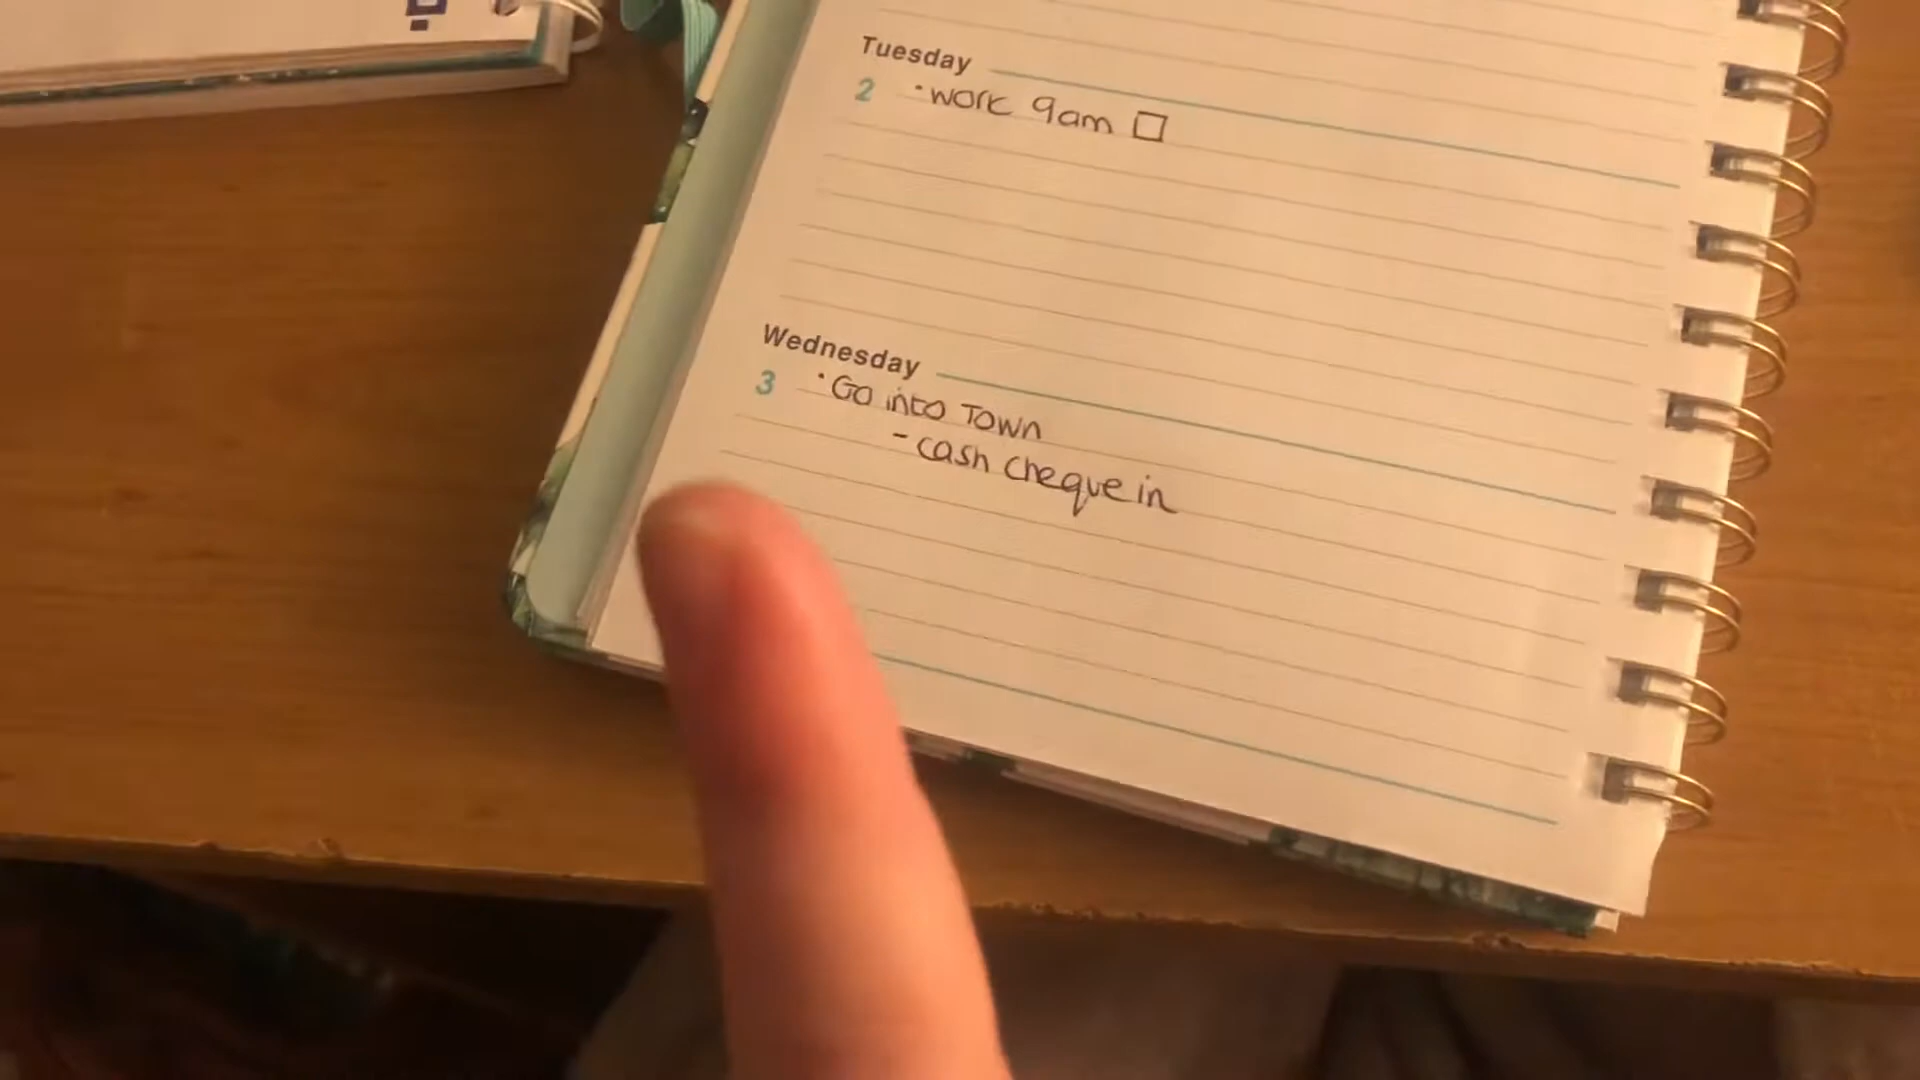 Tuesday
2 · work 9am
Wednesday
3 · Go into Town
- cash cheque in